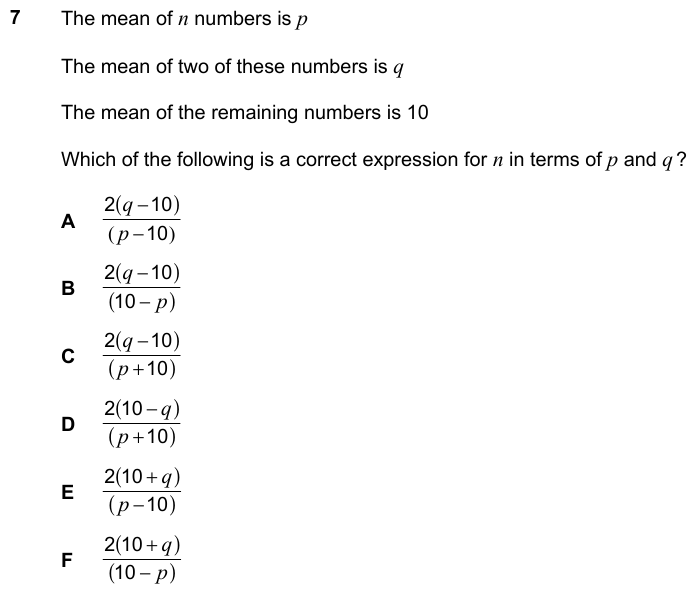 7 The mean of n numbers is p
The mean of two of these numbers is q
The mean of the remaining numbers is 10
Which of the following is a correct expression for n in terms of p and q?
A 2(q − 10)
(p − 10)
B 2(q − 10)
(10 − p)
C 2(q − 10)
(p + 10)
D 2(10 − q)
(p + 10)
E 2(10 + q)
(p − 10)
F 2(10 + q)
(10 − p)